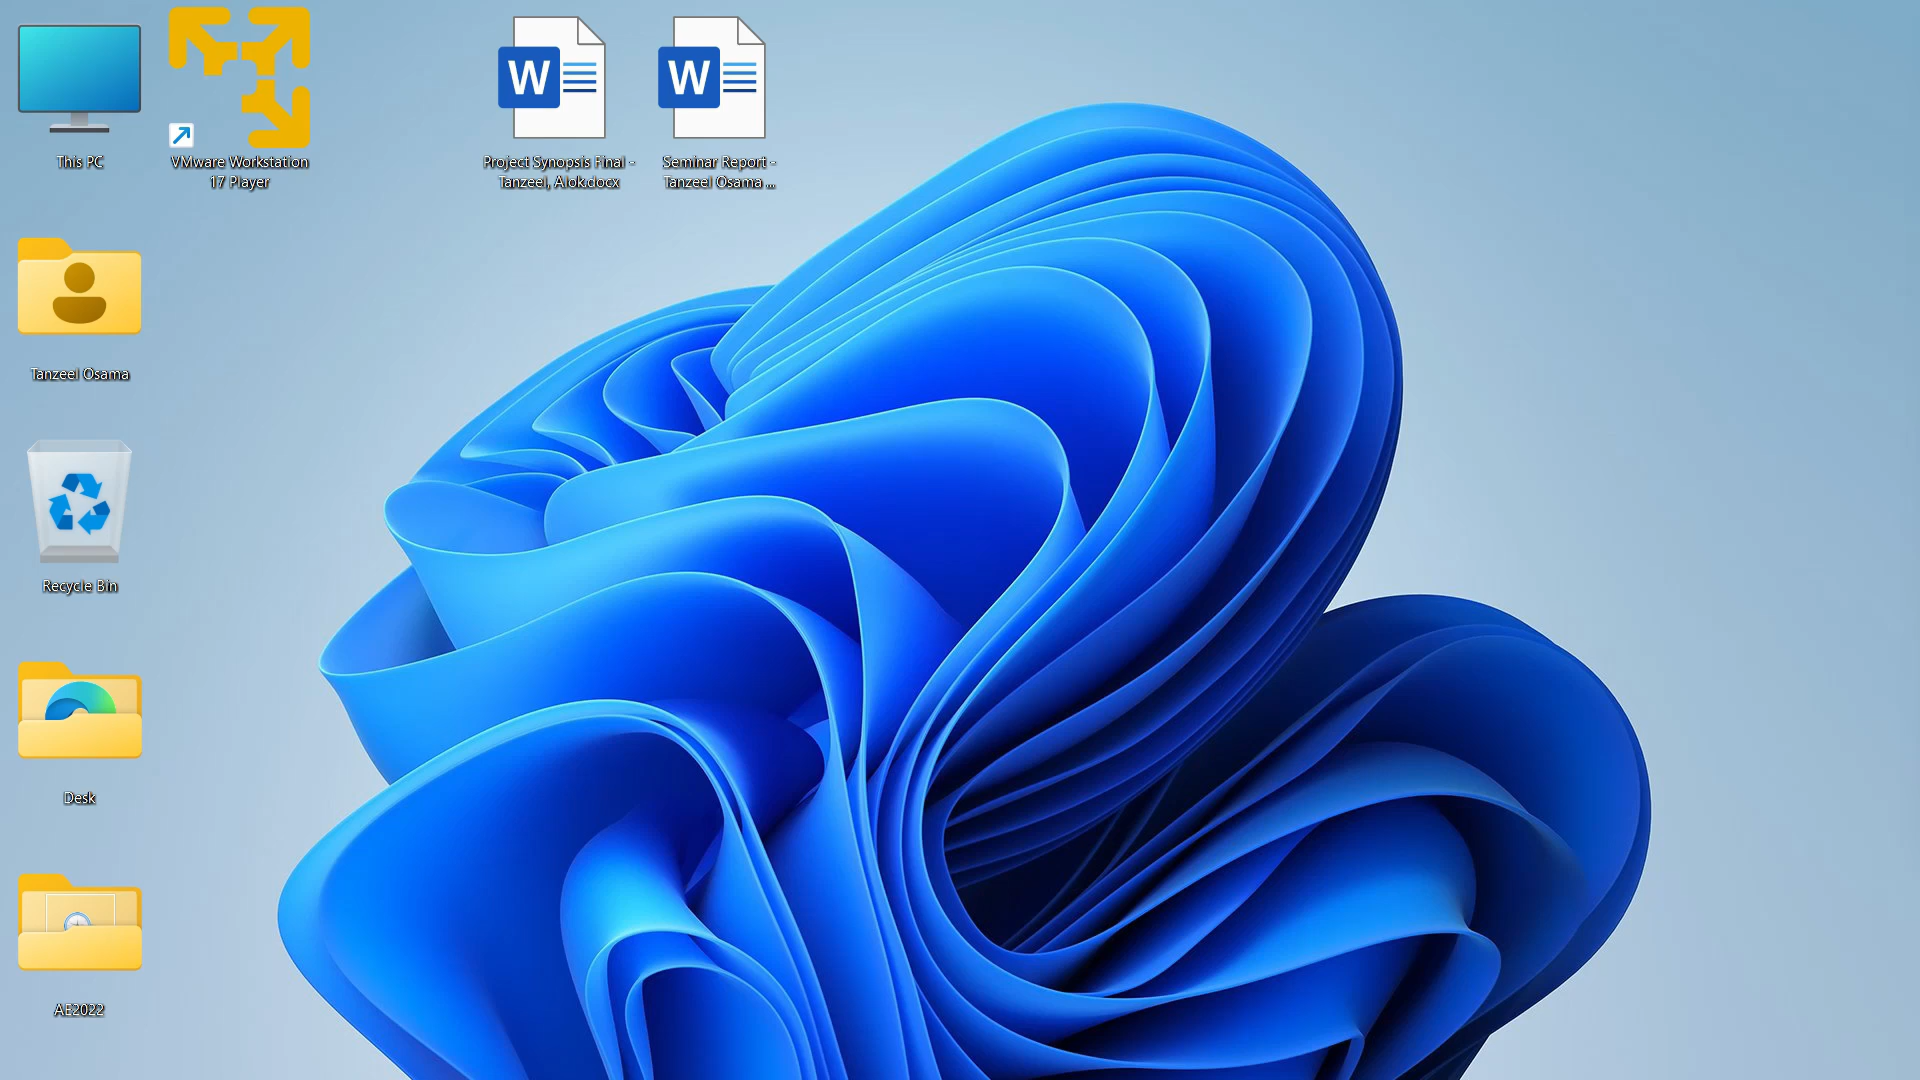 This PC
VMware Workstation
17 Player
W
Project Synopsis Final -
Tanzeel, Alok.docx
W
Seminar Report -
Tanzeel Osama ...
Tanzeel Osama
Recycle Bin
Desk
AE2022